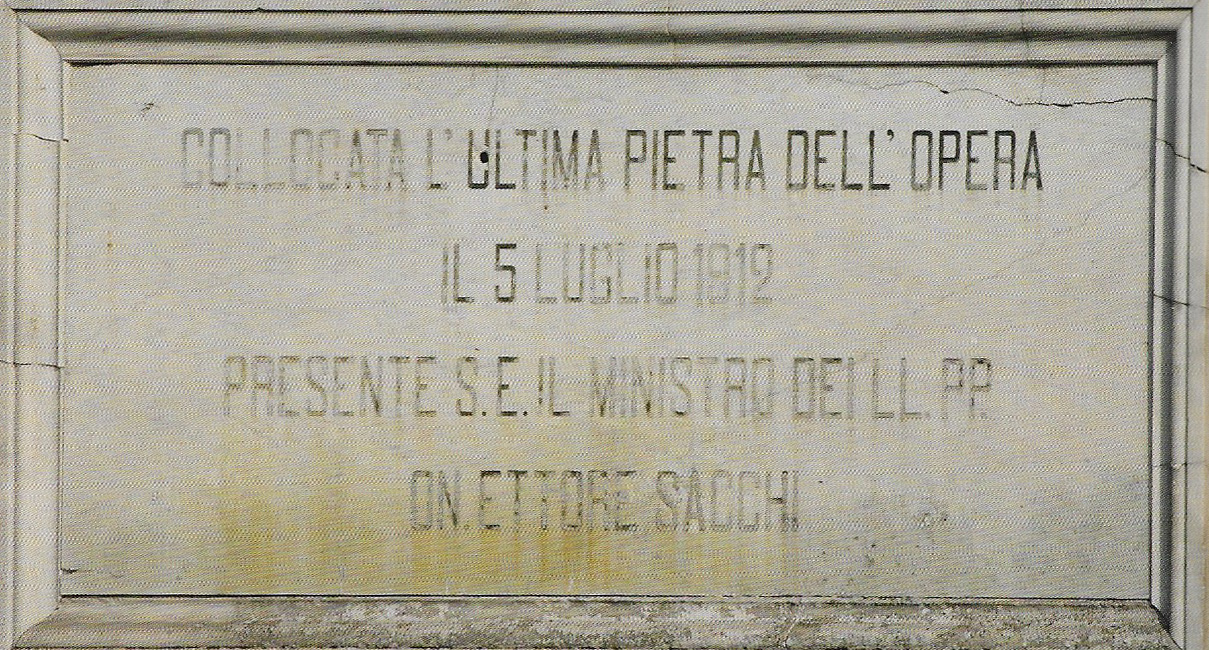 COLLOCATA L'ULTIMA PIETRA DELL'OPERA
IL 5 LUGLIO 1912
PRESENTE S.E. IL MINISTRO DEI LL. PP.
ON. ETTORE SACCHI